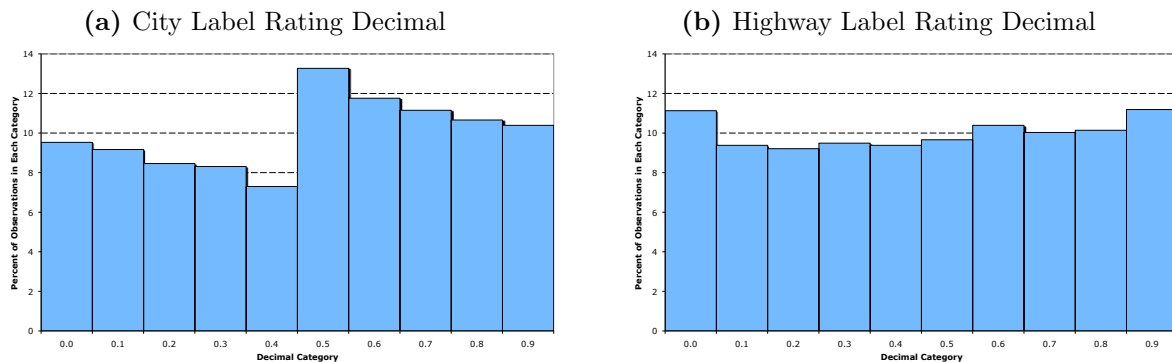 (a) City Label Rating Decimal
14
12
10
8
6
4
2
0
Percent of Observations in Each Category
0.0 0.1 0.2 0.3 0.4 0.5 0.6 0.7 0.8 0.9
Decimal Category
(b) Highway Label Rating Decimal
14
12
10
8
6
4
2
0
Percent of Observations in Each Category
0.0 0.1 0.2 0.3 0.4 0.5 0.6 0.7 0.8 0.9
Decimal Category